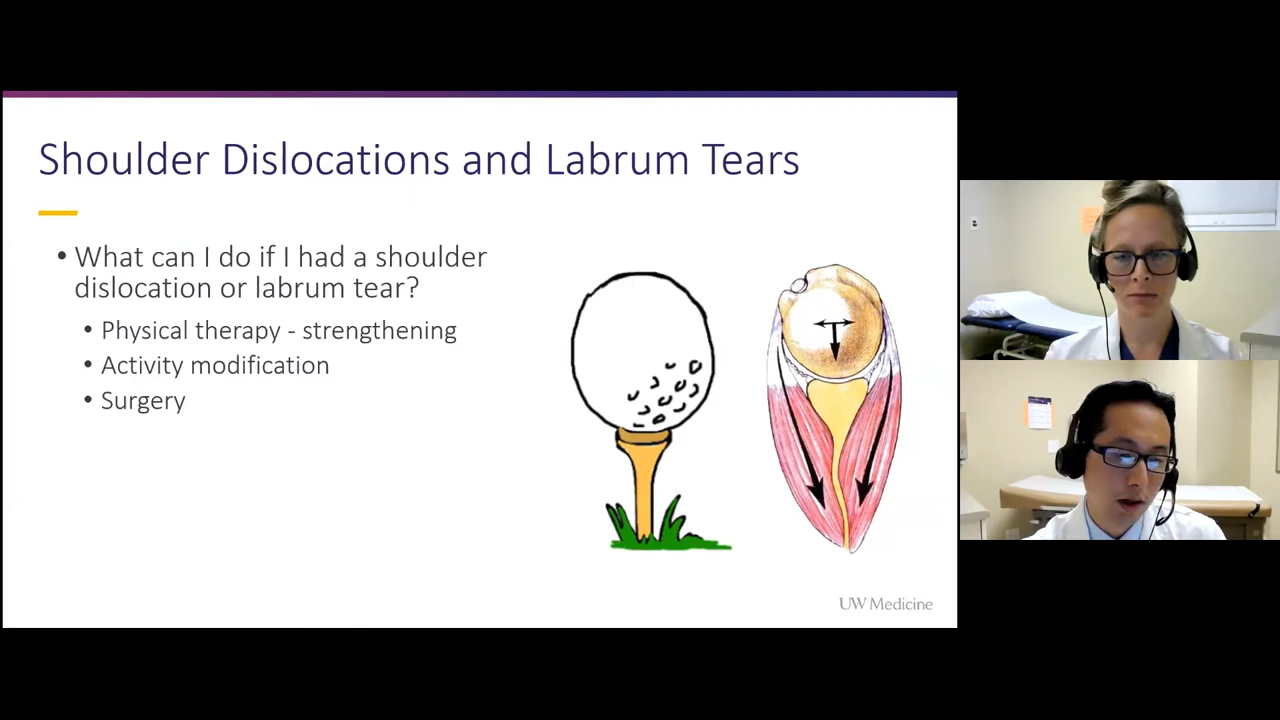 Shoulder Dislocations and Labrum Tears
• What can I do if I had a shoulder
dislocation or labrum tear?
• Physical therapy - strengthening
• Activity modification
• Surgery
UW Medicine